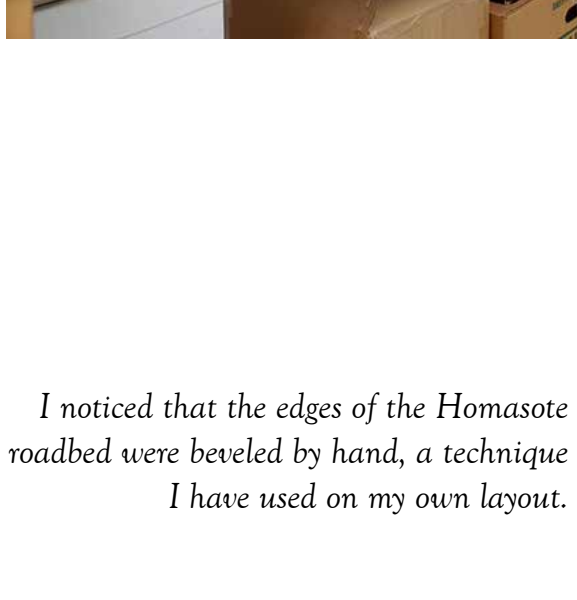 I noticed that the edges of the Homasote
roadbed were beveled by hand, a technique
I have used on my own layout.